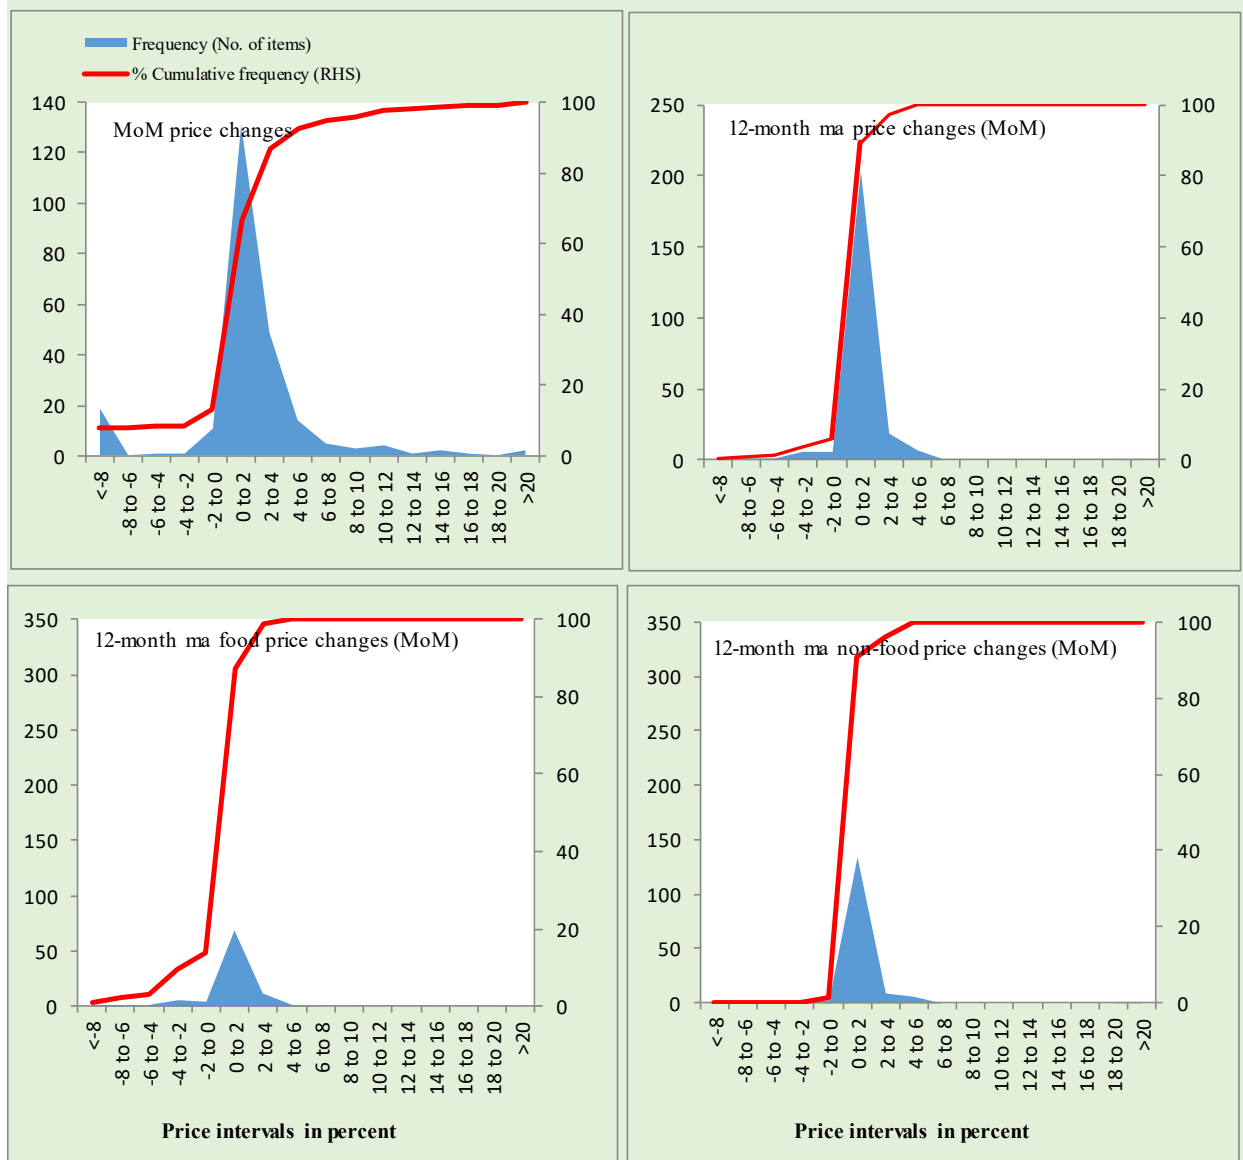 Frequency (No. of items)
% Cumulative frequency (RHS)
MoM price changes
140
120
100
80
60
40
20
0
100
80
60
40
20
0
<-8
-8 to -6
-6 to -4
-4 to -2
-2 to 0
0 to 2
2 to 4
4 to 6
6 to 8
8 to 10
10 to 12
12 to 14
14 to 16
16 to 18
18 to 20
>20
12-month ma price changes (MoM)
250
200
150
100
50
0
100
80
60
40
20
0
<-8
-8 to -6
-6 to -4
-4 to -2
-2 to 0
0 to 2
2 to 4
4 to 6
6 to 8
8 to 10
10 to 12
12 to 14
14 to 16
16 to 18
18 to 20
>20
12-month ma food price changes (MoM)
350
300
250
200
150
100
50
0
100
80
60
40
20
0
<-8
-8 to -6
-6 to -4
-4 to -2
-2 to 0
0 to 2
2 to 4
4 to 6
6 to 8
8 to 10
10 to 12
12 to 14
14 to 16
16 to 18
18 to 20
>20
Price intervals in percent
12-month ma non-food price changes (MoM)
350
300
250
200
150
100
50
0
100
80
60
40
20
0
<-8
-8 to -6
-6 to -4
-4 to -2
-2 to 0
0 to 2
2 to 4
4 to 6
6 to 8
8 to 10
10 to 12
12 to 14
14 to 16
16 to 18
18 to 20
>20
Price intervals in percent